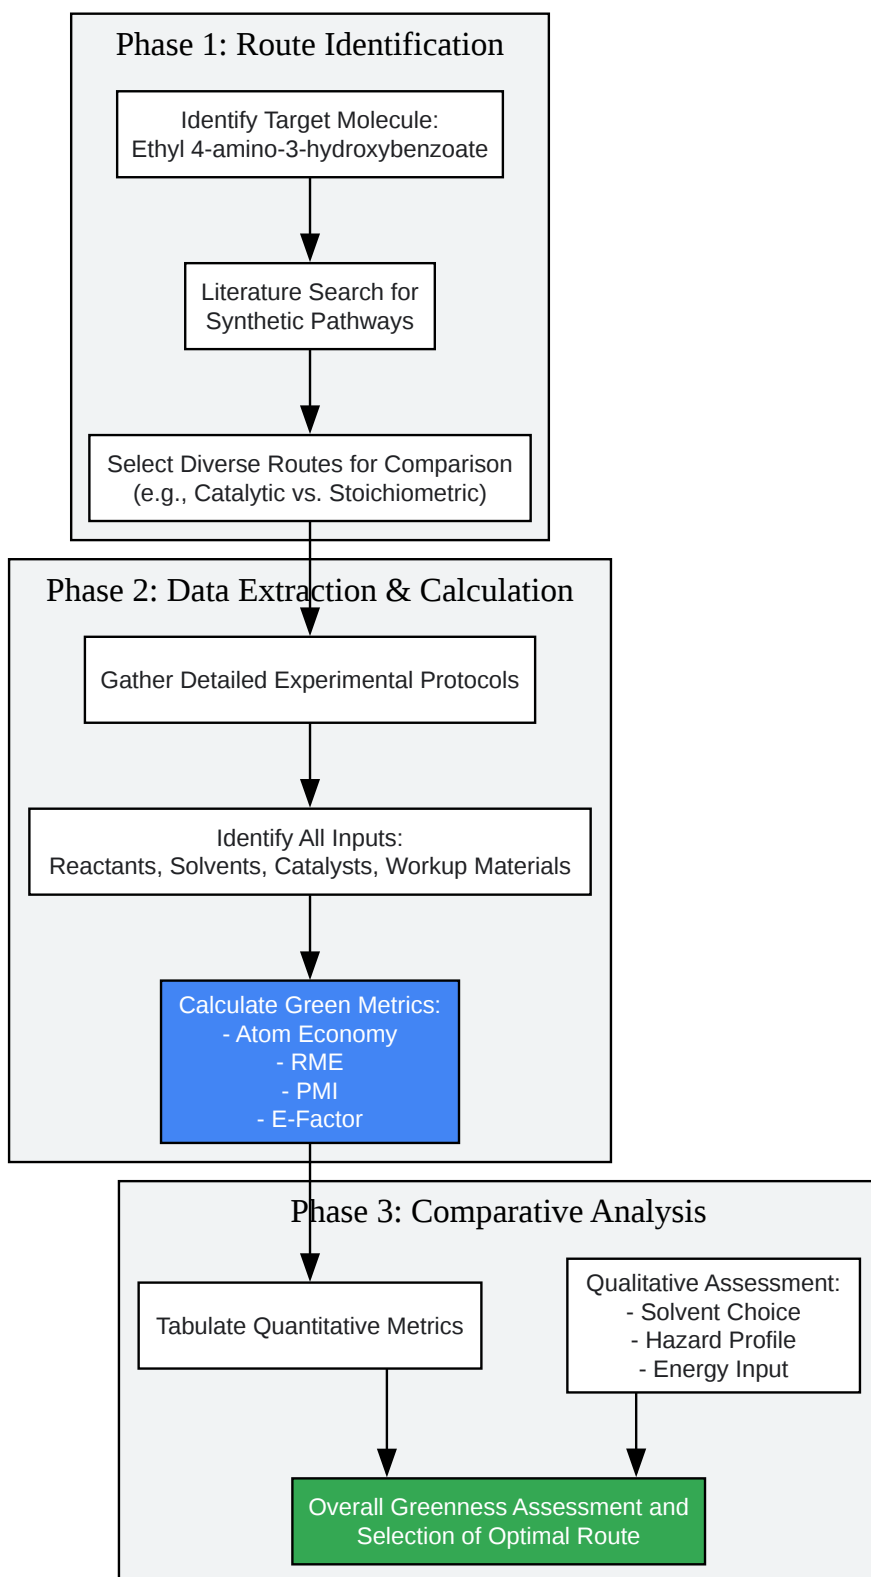 Phase 1: Route Identification
Identify Target Molecule:
Ethyl 4-amino-3-hydroxybenzoate
Literature Search for
Synthetic Pathways
Select Diverse Routes for Comparison
(e.g., Catalytic vs. Stoichiometric)
Phase 2: Data Extraction & Calculation
Gather Detailed Experimental Protocols
Identify All Inputs:
Reactants, Solvents, Catalysts, Workup Materials
Calculate Green Metrics:
- Atom Economy
- RME
- PMI
- E-Factor
Phase 3: Comparative Analysis
Tabulate Quantitative Metrics
Qualitative Assessment:
- Solvent Choice
- Hazard Profile
- Energy Input
Overall Greenness Assessment and
Selection of Optimal Route